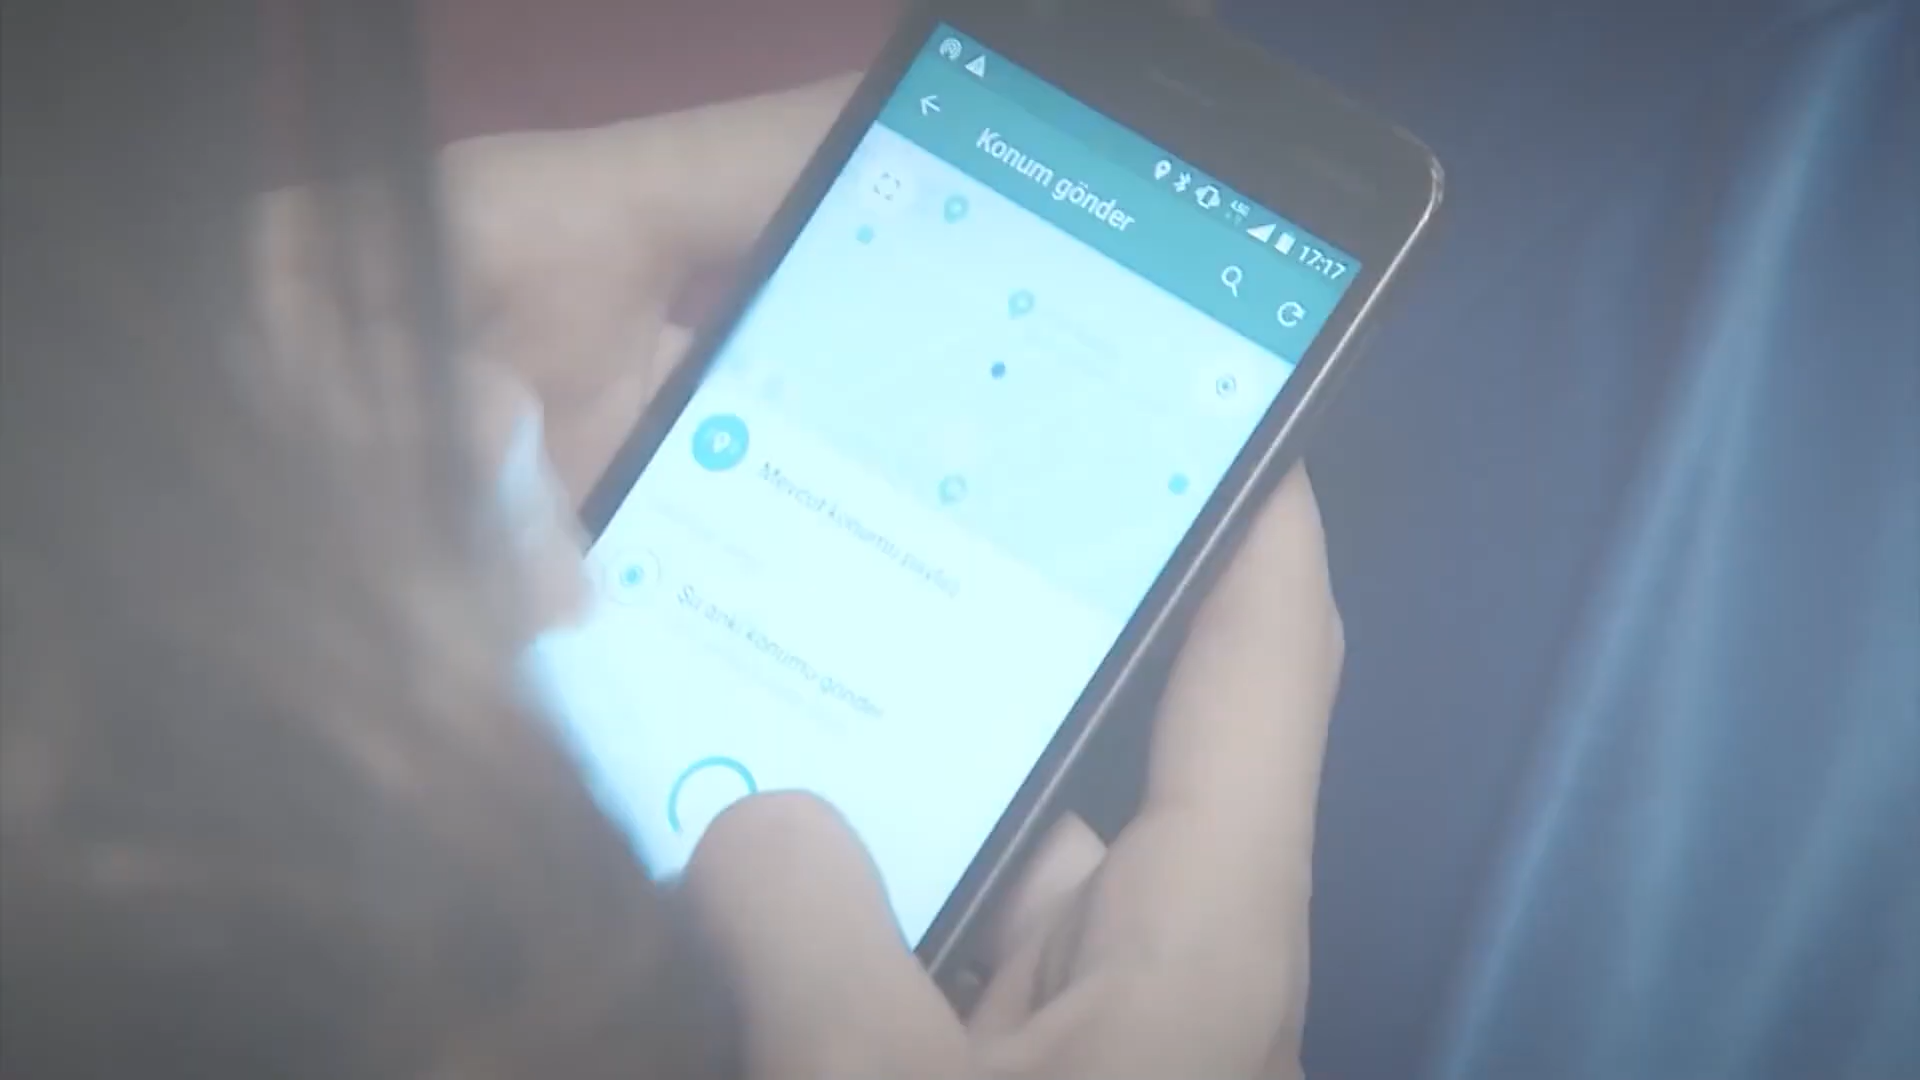 17:17
Konum gönder
Mevcut konumu paylaş
Şu anki konumu gönder